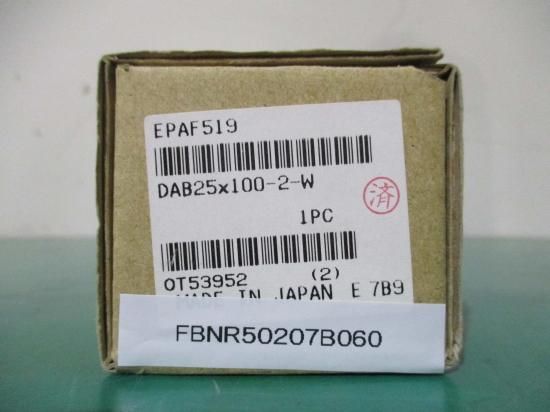 EPAF519
DAB25x100-2-W
済
1PC
OT53952 (2)
MADE IN JAPAN E 7B9
FBNR50207B060